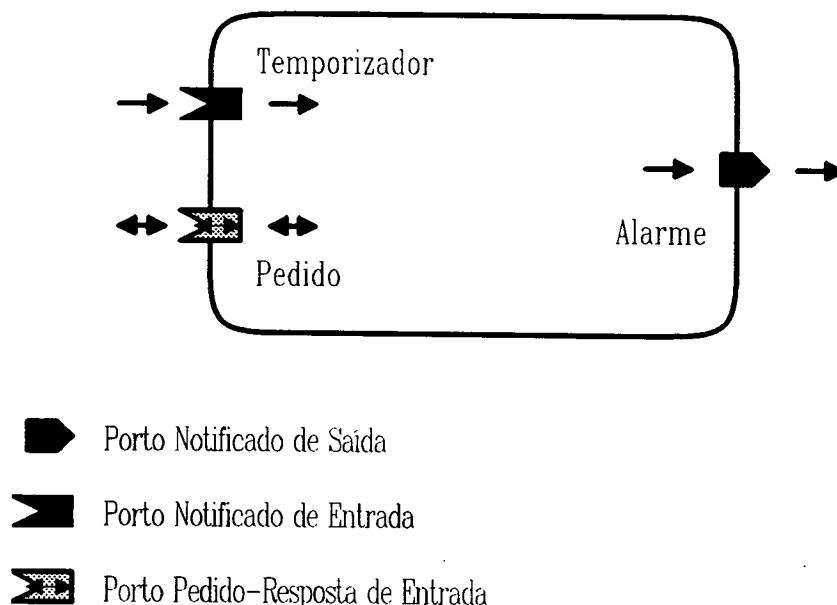 Temporizador
Alarme
Pedido
Porto Notificado de Saída
Porto Notificado de Entrada
Porto Pedido-Resposta de Entrada